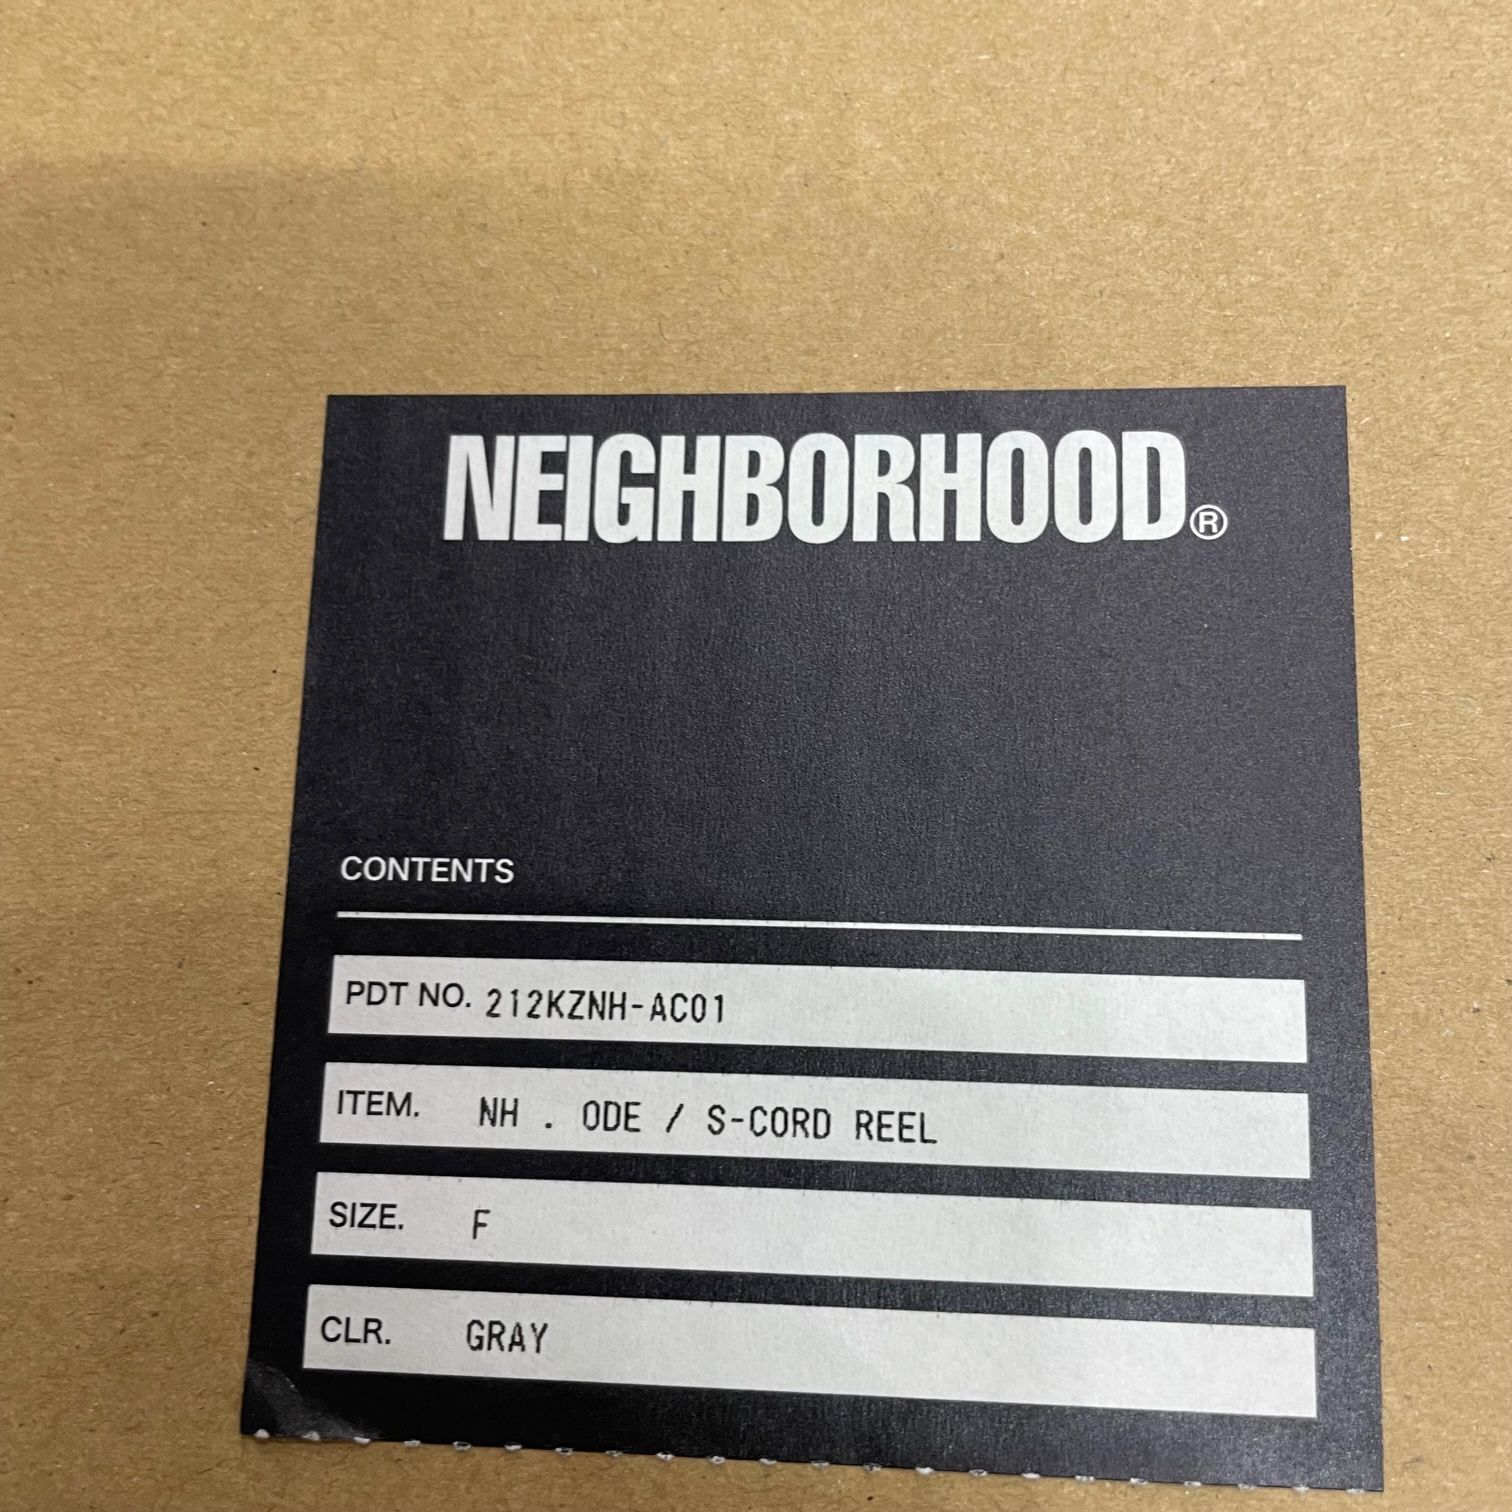 NEIGHBORHOOD®
CONTENTS
PDT NO. 212KZNH-AC01
ITEM. NH . ODE / S-CORD REEL
SIZE. F
CLR. GRAY